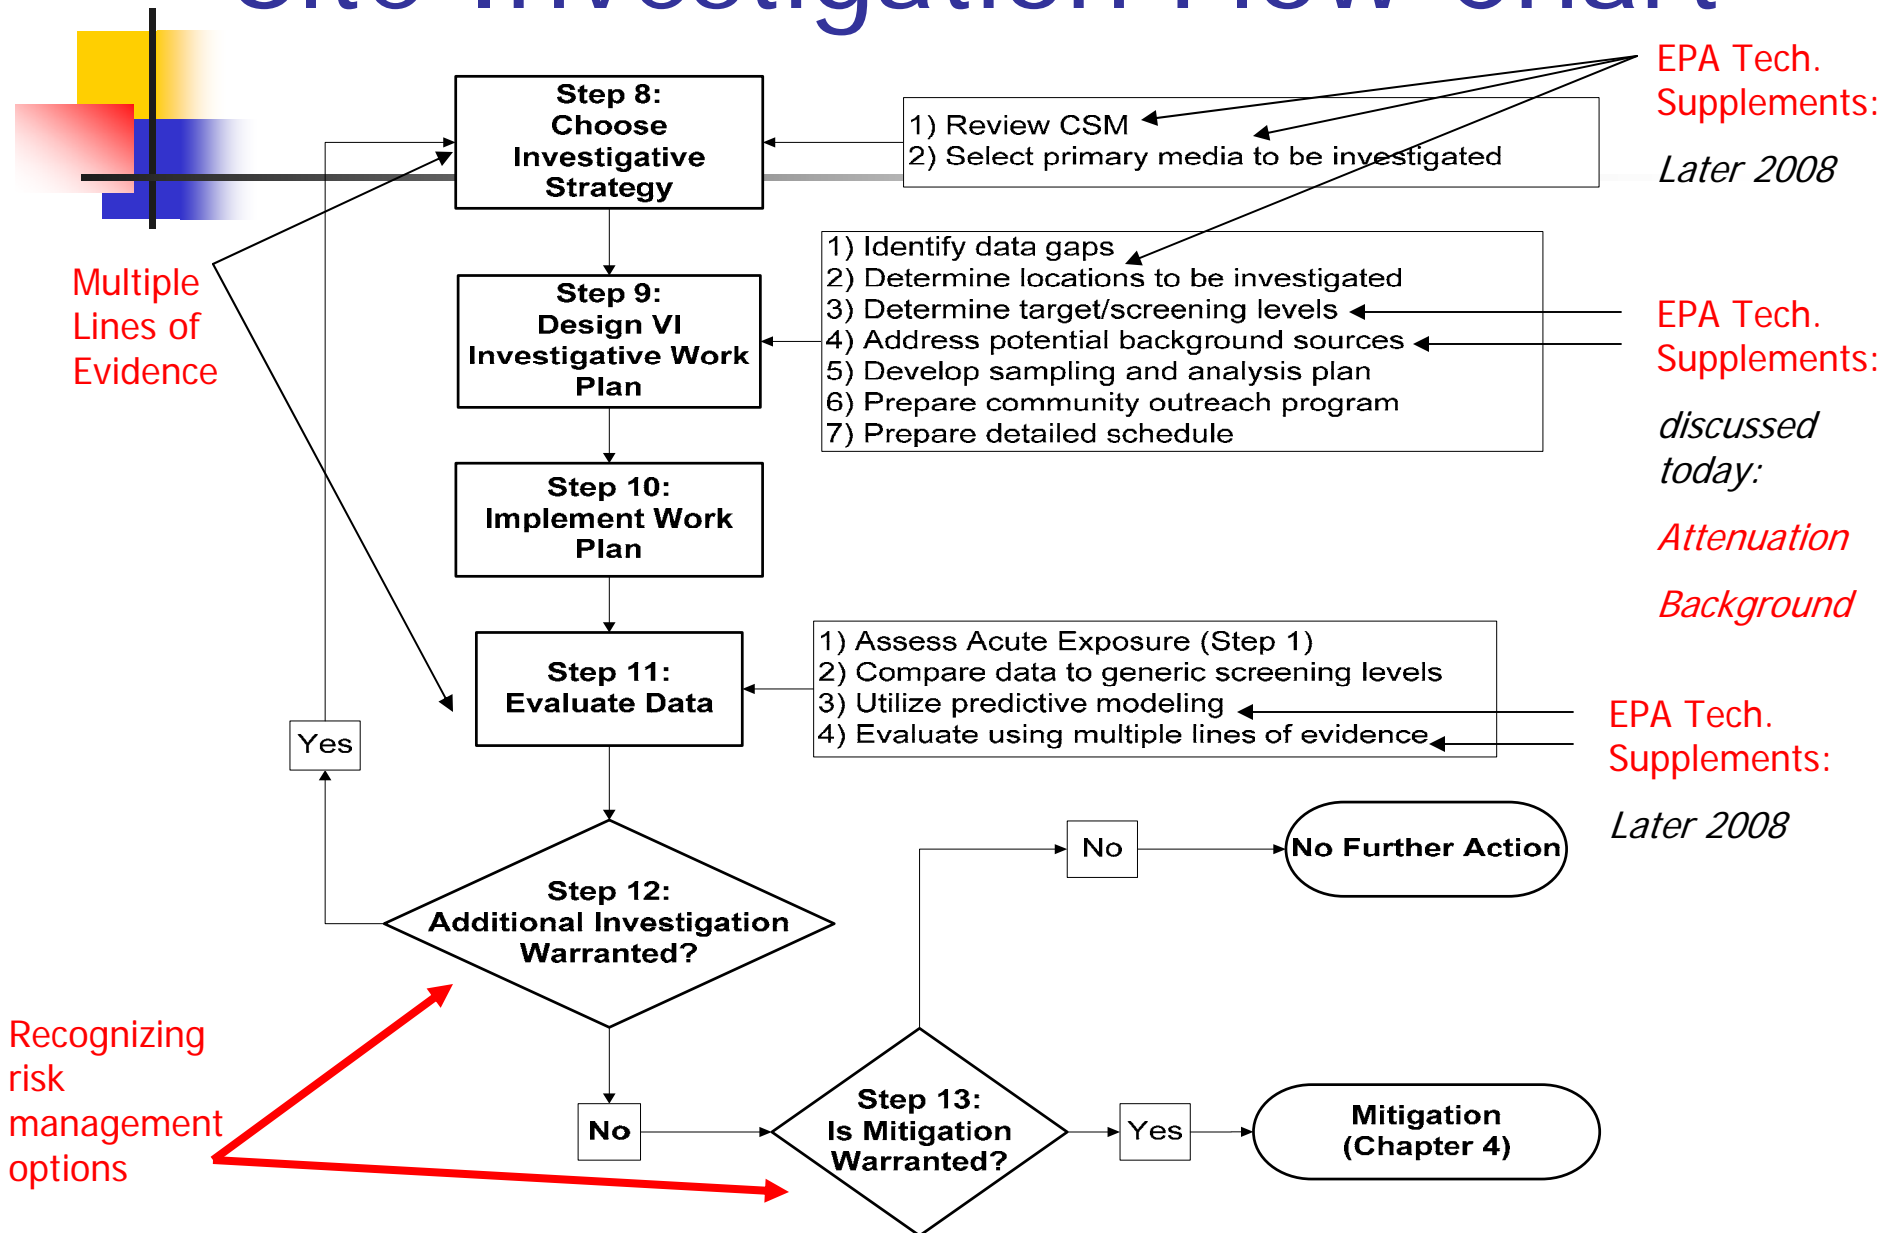 Site Investigation Flow Chart
EPA Tech.
Supplements:
Later 2008
Step 8:
Choose
Investigative
Strategy
1) Review CSM
2) Select primary media to be investigated
Multiple
Lines of
Evidence
Step 9:
Design VI
Investigative Work
Plan
1) Identify data gaps
2) Determine locations to be investigated
3) Determine target/screening levels
4) Address potential background sources
5) Develop sampling and analysis plan
6) Prepare community outreach program
7) Prepare detailed schedule
EPA Tech.
Supplements:
discussed
today:
Attenuation
Background
Step 10:
Implement Work
Plan
Step 11:
Evaluate Data
1) Assess Acute Exposure (Step 1)
2) Compare data to generic screening levels
3) Utilize predictive modeling
4) Evaluate using multiple lines of evidence
EPA Tech.
Supplements:
Later 2008
Yes
Step 12:
Additional Investigation
Warranted?
No
No Further Action
Recognizing
risk
management
options
No
Step 13:
Is Mitigation
Warranted?
Yes
Mitigation
(Chapter 4)